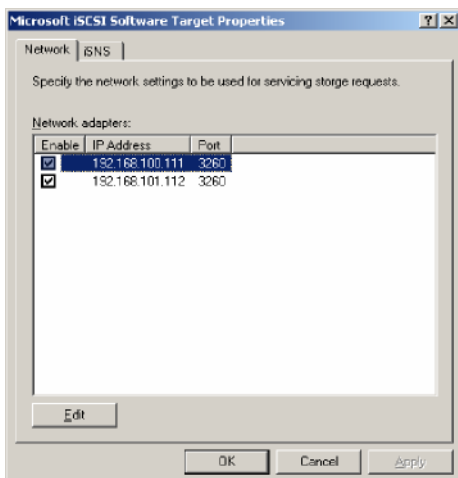 Microsoft iSCSI Software Target Properties
Network iSNS
Specify the network settings to be used for servicing storge requests.
Network adapters:
Enable IP Address Port
192.168.100.111 3260
192.168.101.112 3260
Edit
OK Cancel Apply